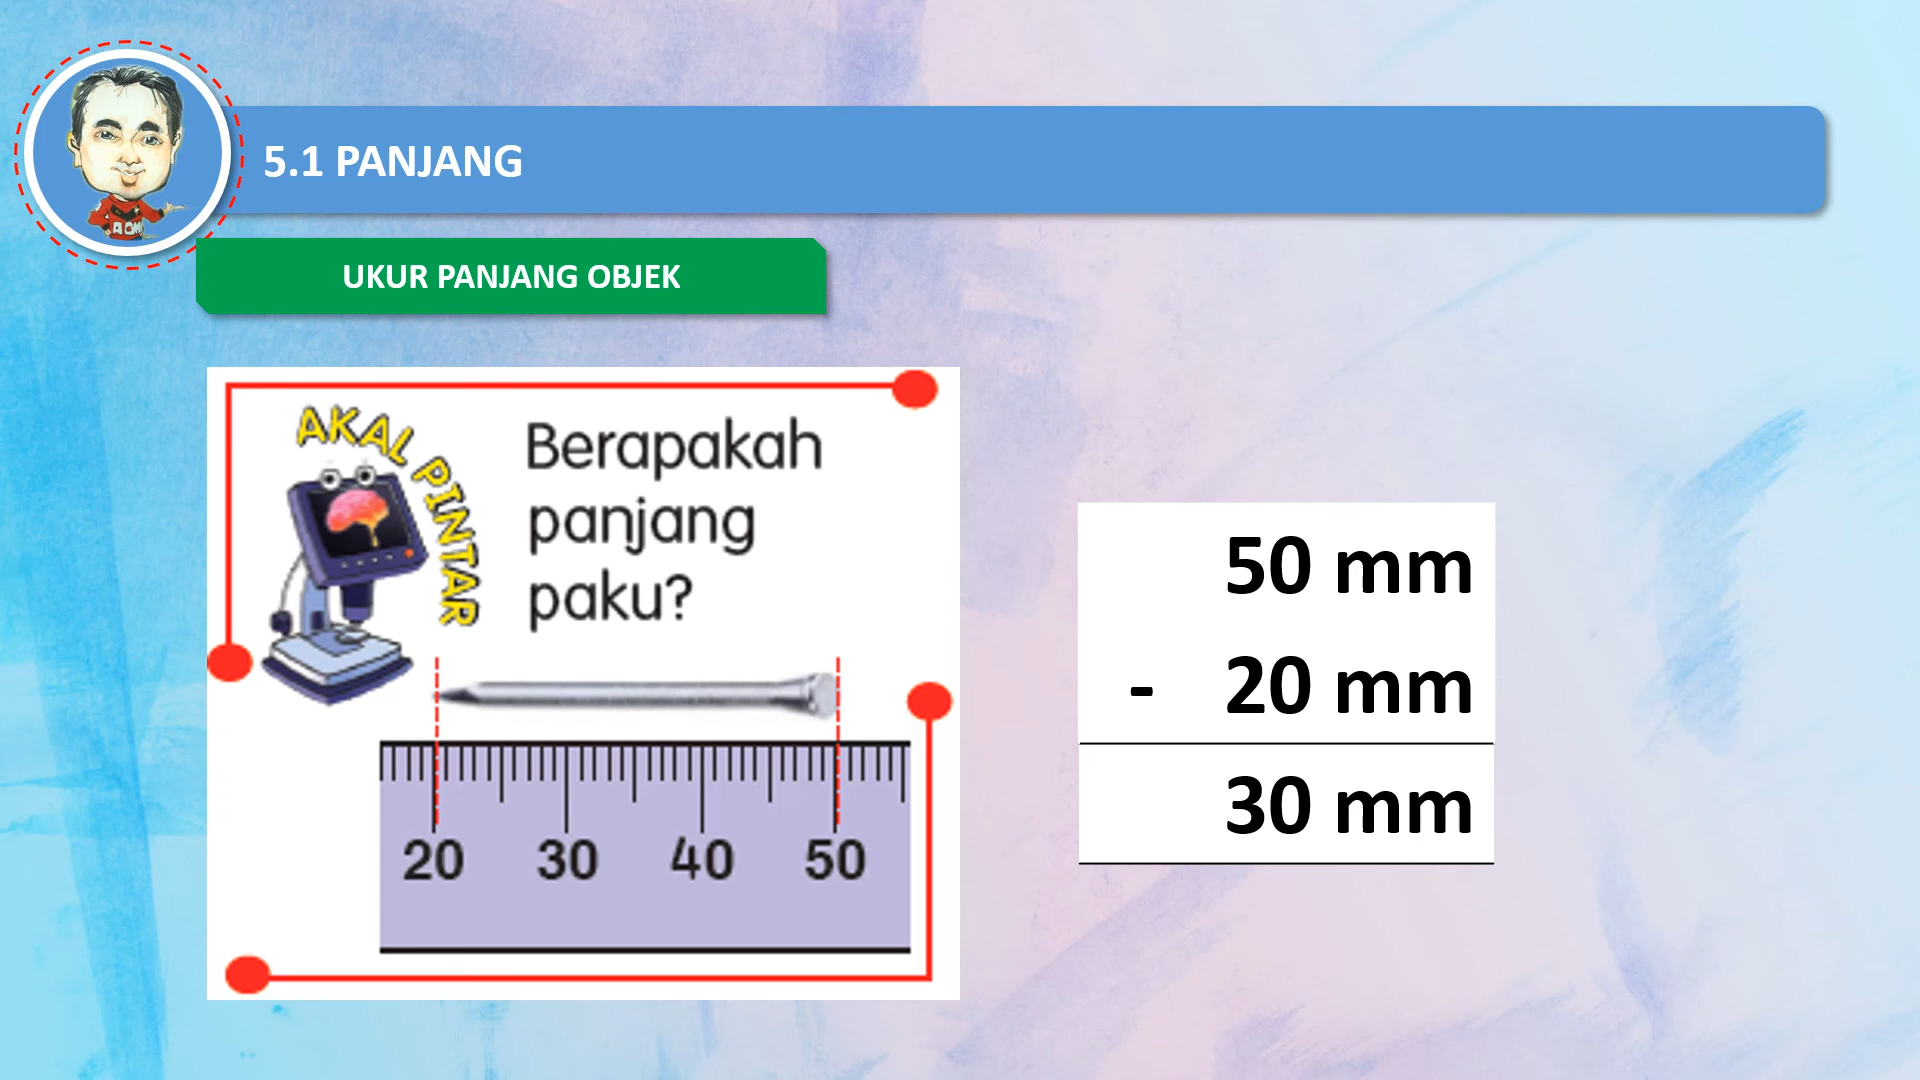 5.1 PANJANG
UKUR PANJANG OBJEK
AKAL PINTAR
Berapakah
panjang
paku?
20 30 40 50
50 mm
- 20 mm
30 mm